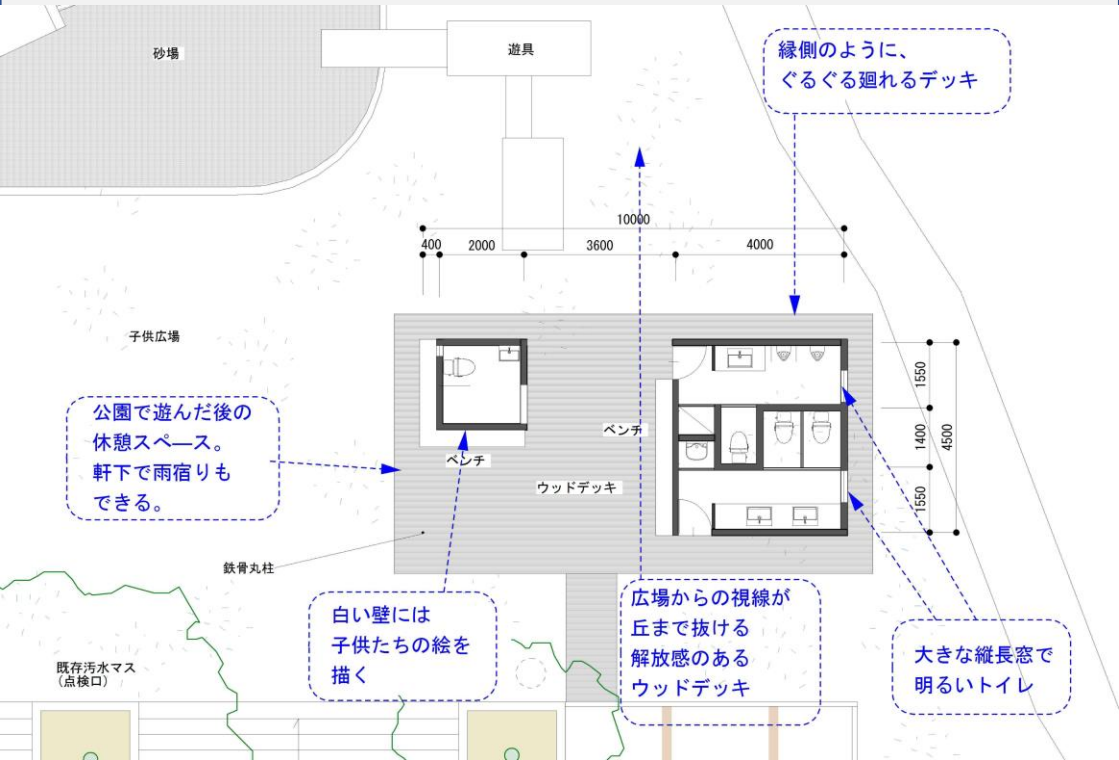 砂場
遊具
縁側のように、
ぐるぐる廻れるデッキ
10000
400
2000
3600
4000
子供広場
1550
1400
4500
1550
公園で遊んだ後の
休憩スペース。
軒下で雨宿りも
できる。
ベンチ
ベンチ
ウッドデッキ
鉄骨丸柱
白い壁には
子供たちの絵を
描く
広場からの視線が
丘まで抜ける
解放感のある
ウッドデッキ
大きな縦長窓で
明るいトイレ
既存汚水マス
(点検口)